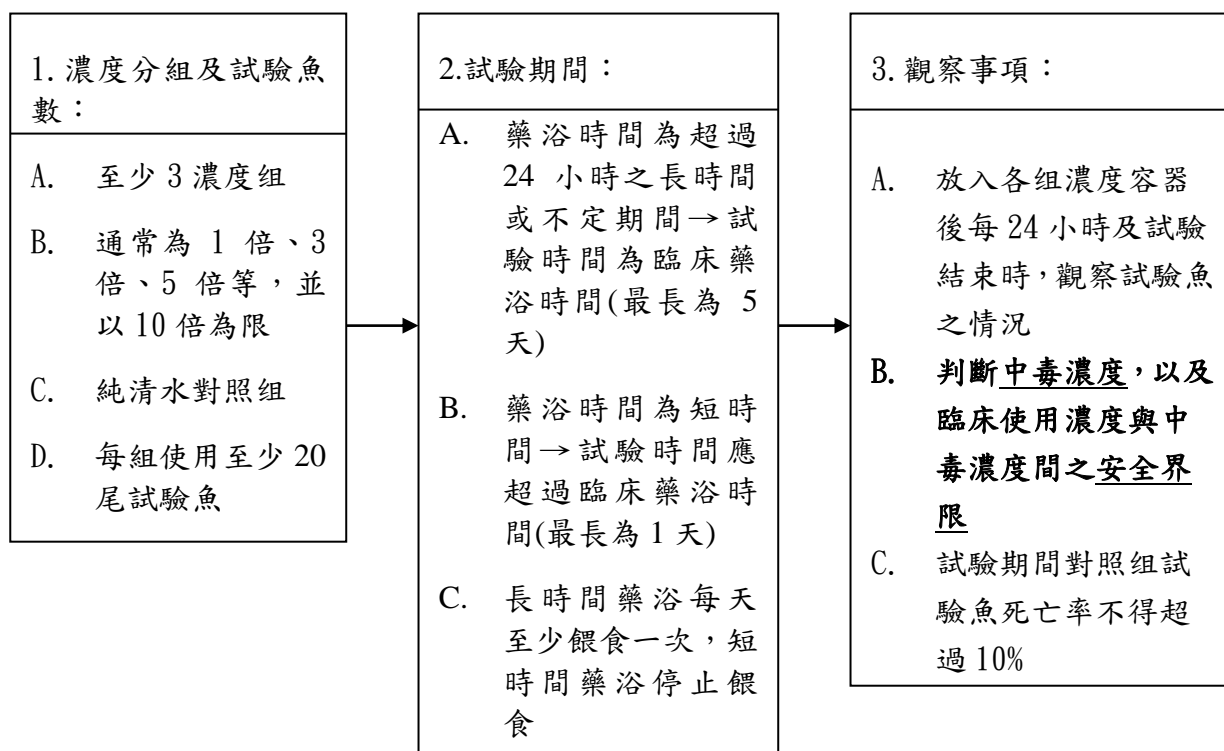 1.濃度分組及試驗魚
數：
A. 至少 3 濃度组
B. 通常為 1 倍、3
倍、5 倍等，並
以 10 倍為限
C. 純清水對照组
D. 每組使用至少 20
尾試驗魚
2.試驗期間：
A. 藥浴時間為超過
24 小時之長時間
或不定期間→試
驗時間為臨床藥
浴時間(最長為 5
天)
B. 藥浴時間為短時
間→試驗時間應
超過臨床藥浴時
間(最長為 1 天)
C. 長時間藥浴每天
至少餵食一次，短
時間藥浴停止餵
食
3.觀察事項：
A. 放入各组濃度容器
後每 24 小時及試驗
結束時，觀察試驗魚
之情況
B. 判斷中毒濃度，以及
臨床使用濃度與中
毒濃度間之安全界
限
C. 試驗期間對照组試
驗魚死亡率不得超
過 10%